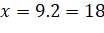 x = 9.2 = 18